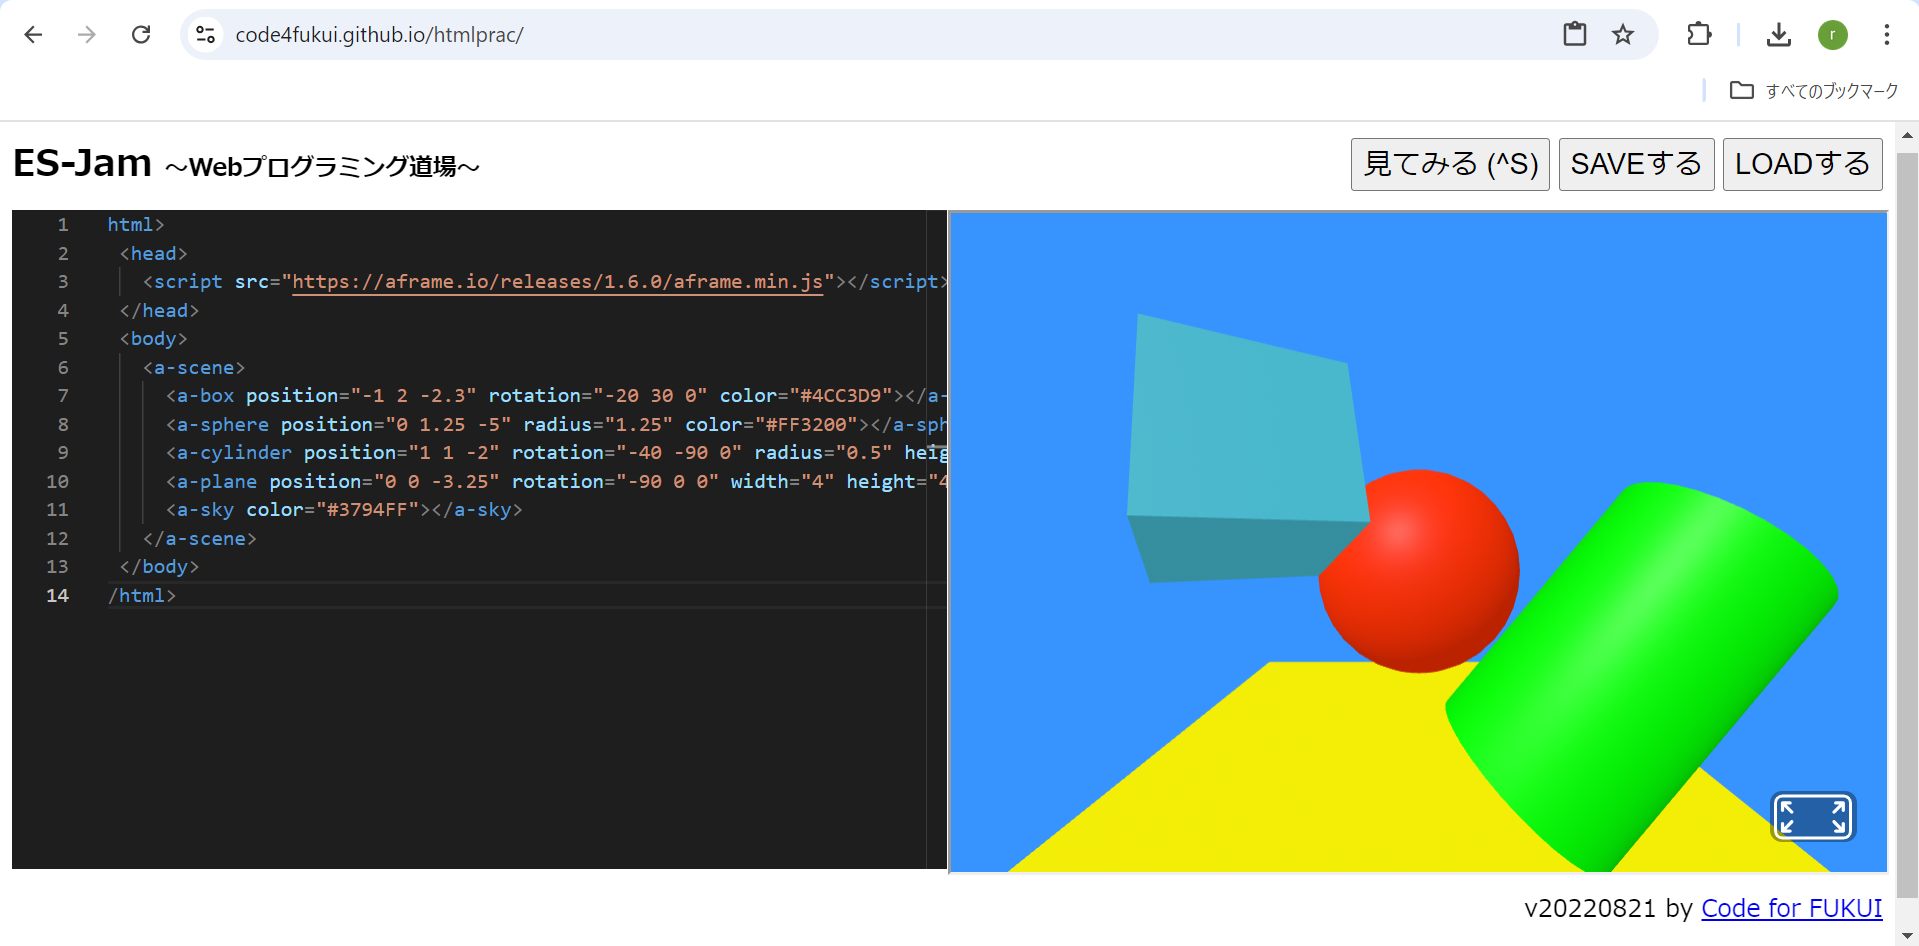 code4fukui.github.io/htmlprac/
r
すべてのブックマーク
ES-Jam ～Webプログラミング道場～
見てみる (^S) SAVEする LOADする
1 html>
2 <head>
3 <script src="https://aframe.io/releases/1.6.0/aframe.min.js"></script>
4 </head>
5 <body>
6 <a-scene>
7 <a-box position="-1 2 -2.3" rotation="-20 30 0" color="#4CC3D9"></a-
8 <a-sphere position="0 1.25 -5" radius="1.25" color="#FF3200"></a-sph
9 <a-cylinder position="1 1 -2" rotation="-40 -90 0" radius="0.5" heig
10 <a-plane position="0 0 -3.25" rotation="-90 0 0" width="4" height="4
11 <a-sky color="#3794FF"></a-sky>
12 </a-scene>
13 </body>
14 /html>
v20220821 by Code for FUKUI